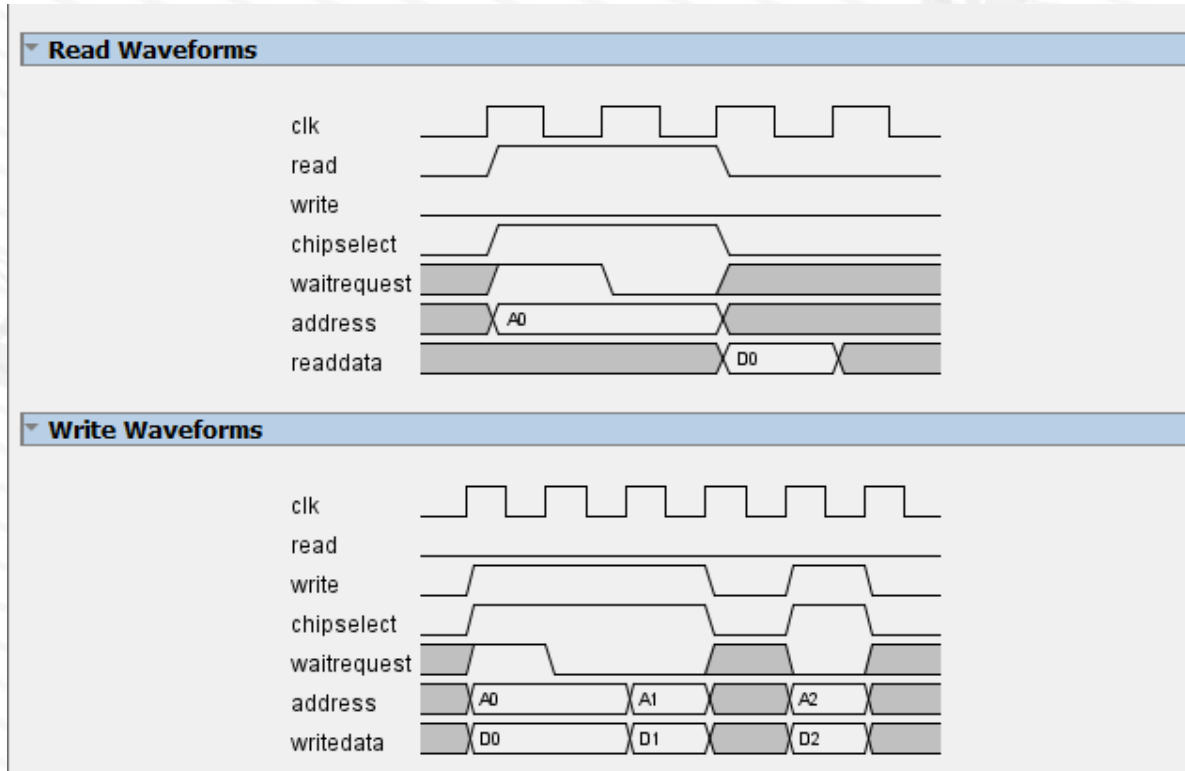 Read Waveforms
clk
read
write
chipselect
waitrequest
address A0
readdata D0
Write Waveforms
clk
read
write
chipselect
waitrequest
address A0 A1 A2
writedata D0 D1 D2